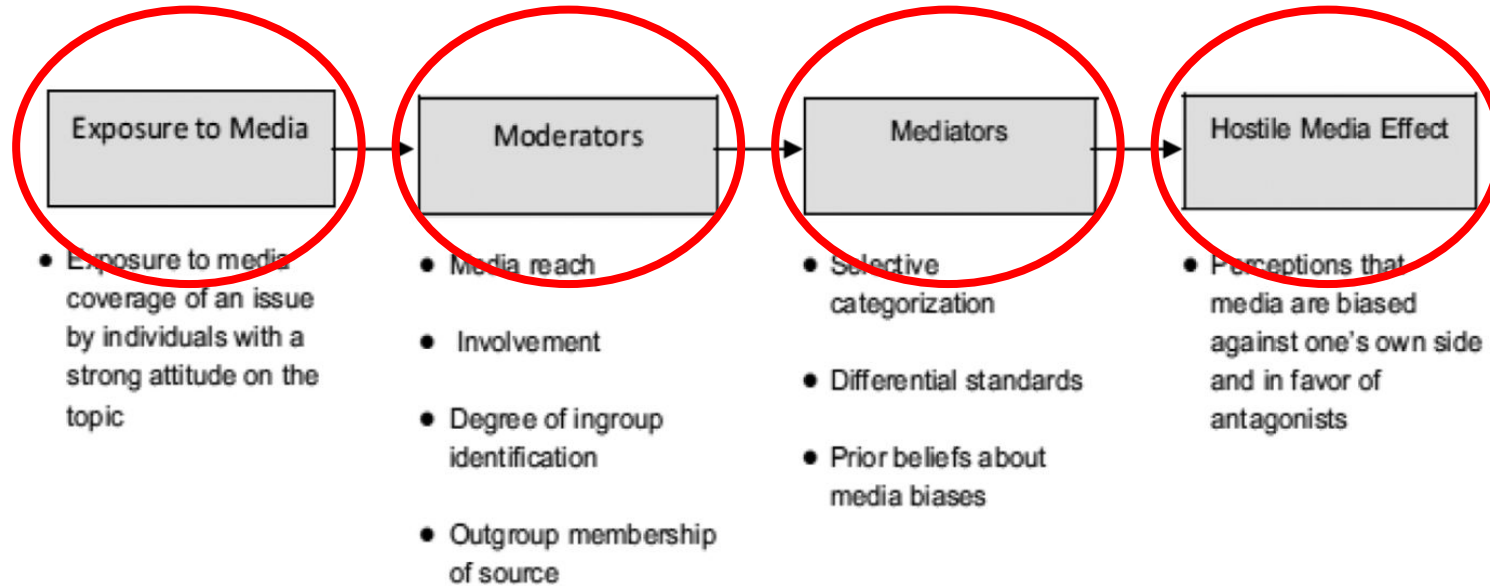 Exposure to Media
Moderators
Mediators
Hostile Media Effect
● Exposure to media
coverage of an issue
by individuals with a
strong attitude on the
topic
● Media reach
● Involvement
● Degree of ingroup
identification
● Outgroup membership
of source
● Selective
categorization
● Differential standards
● Prior beliefs about
media biases
● Perceptions that
media are biased
against one's own side
and in favor of
antagonists